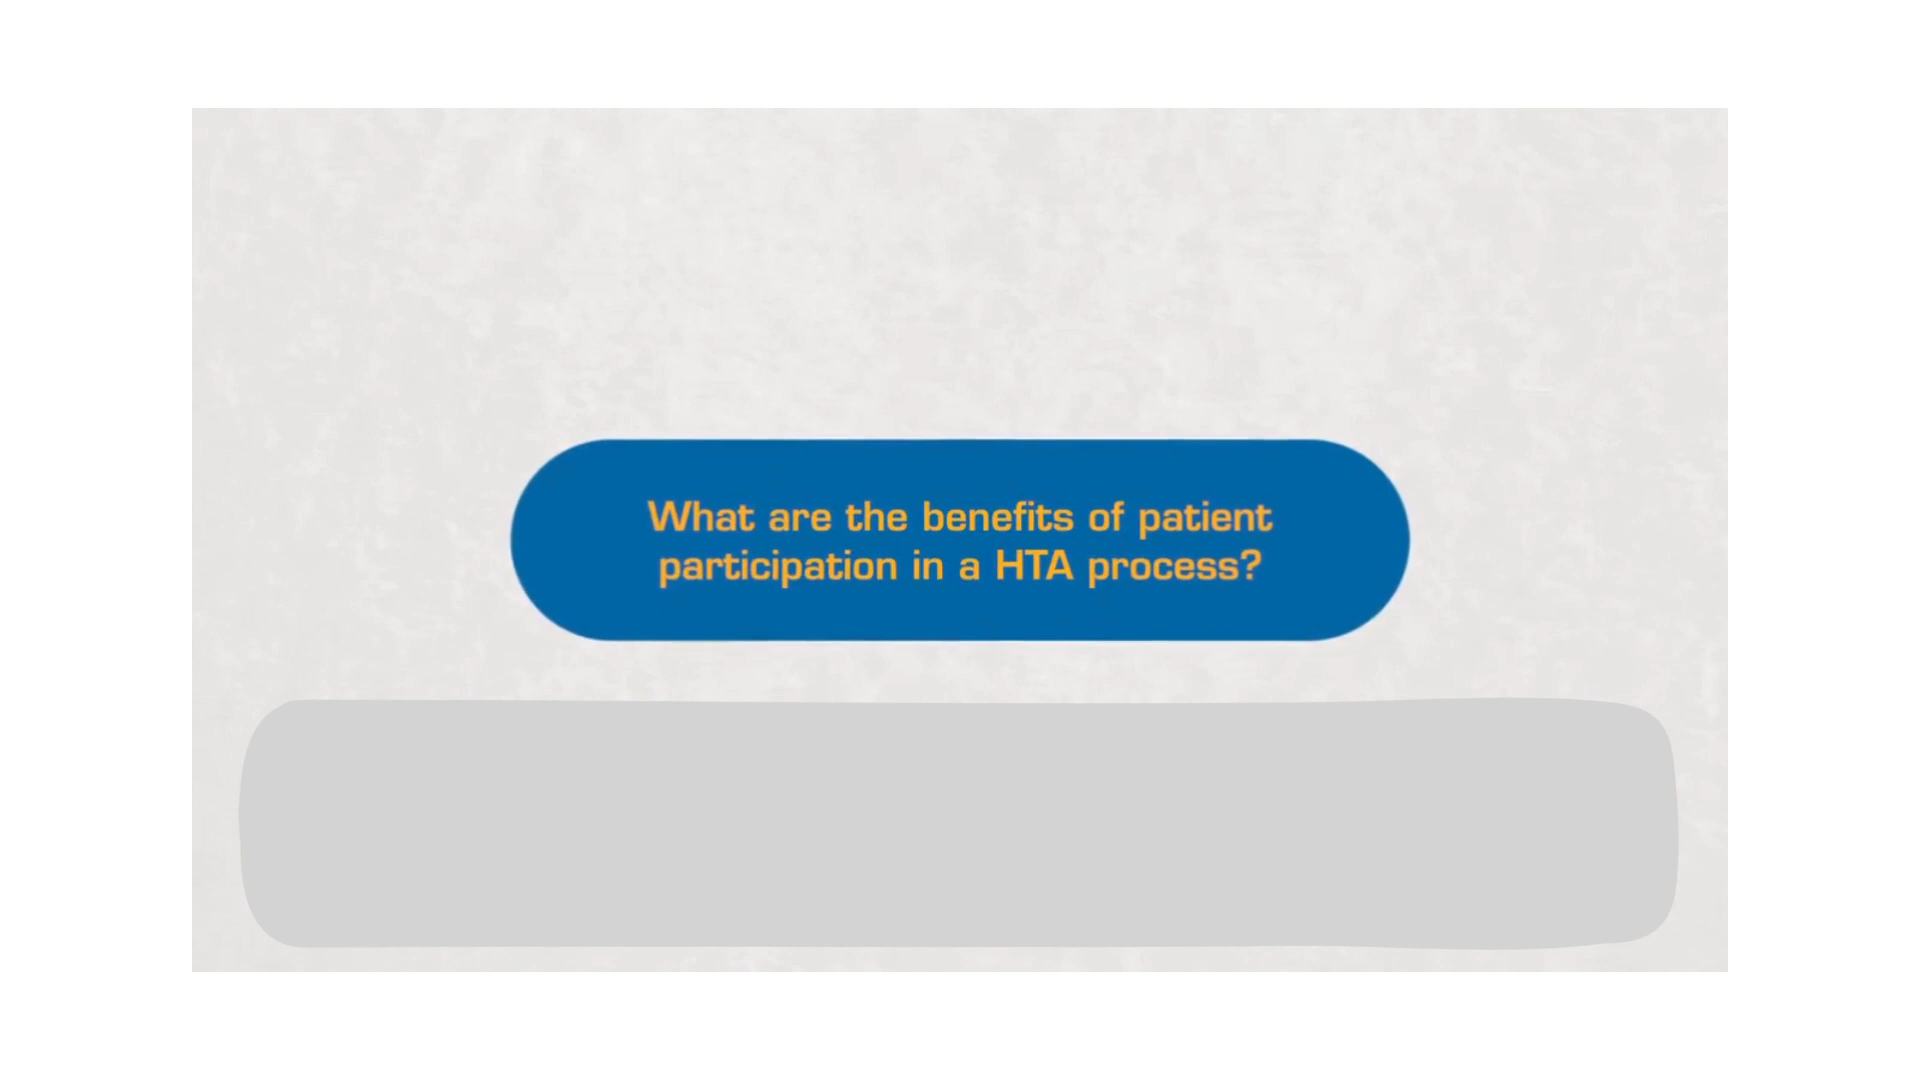 What are the benefits of patient
participation in a HTA process?